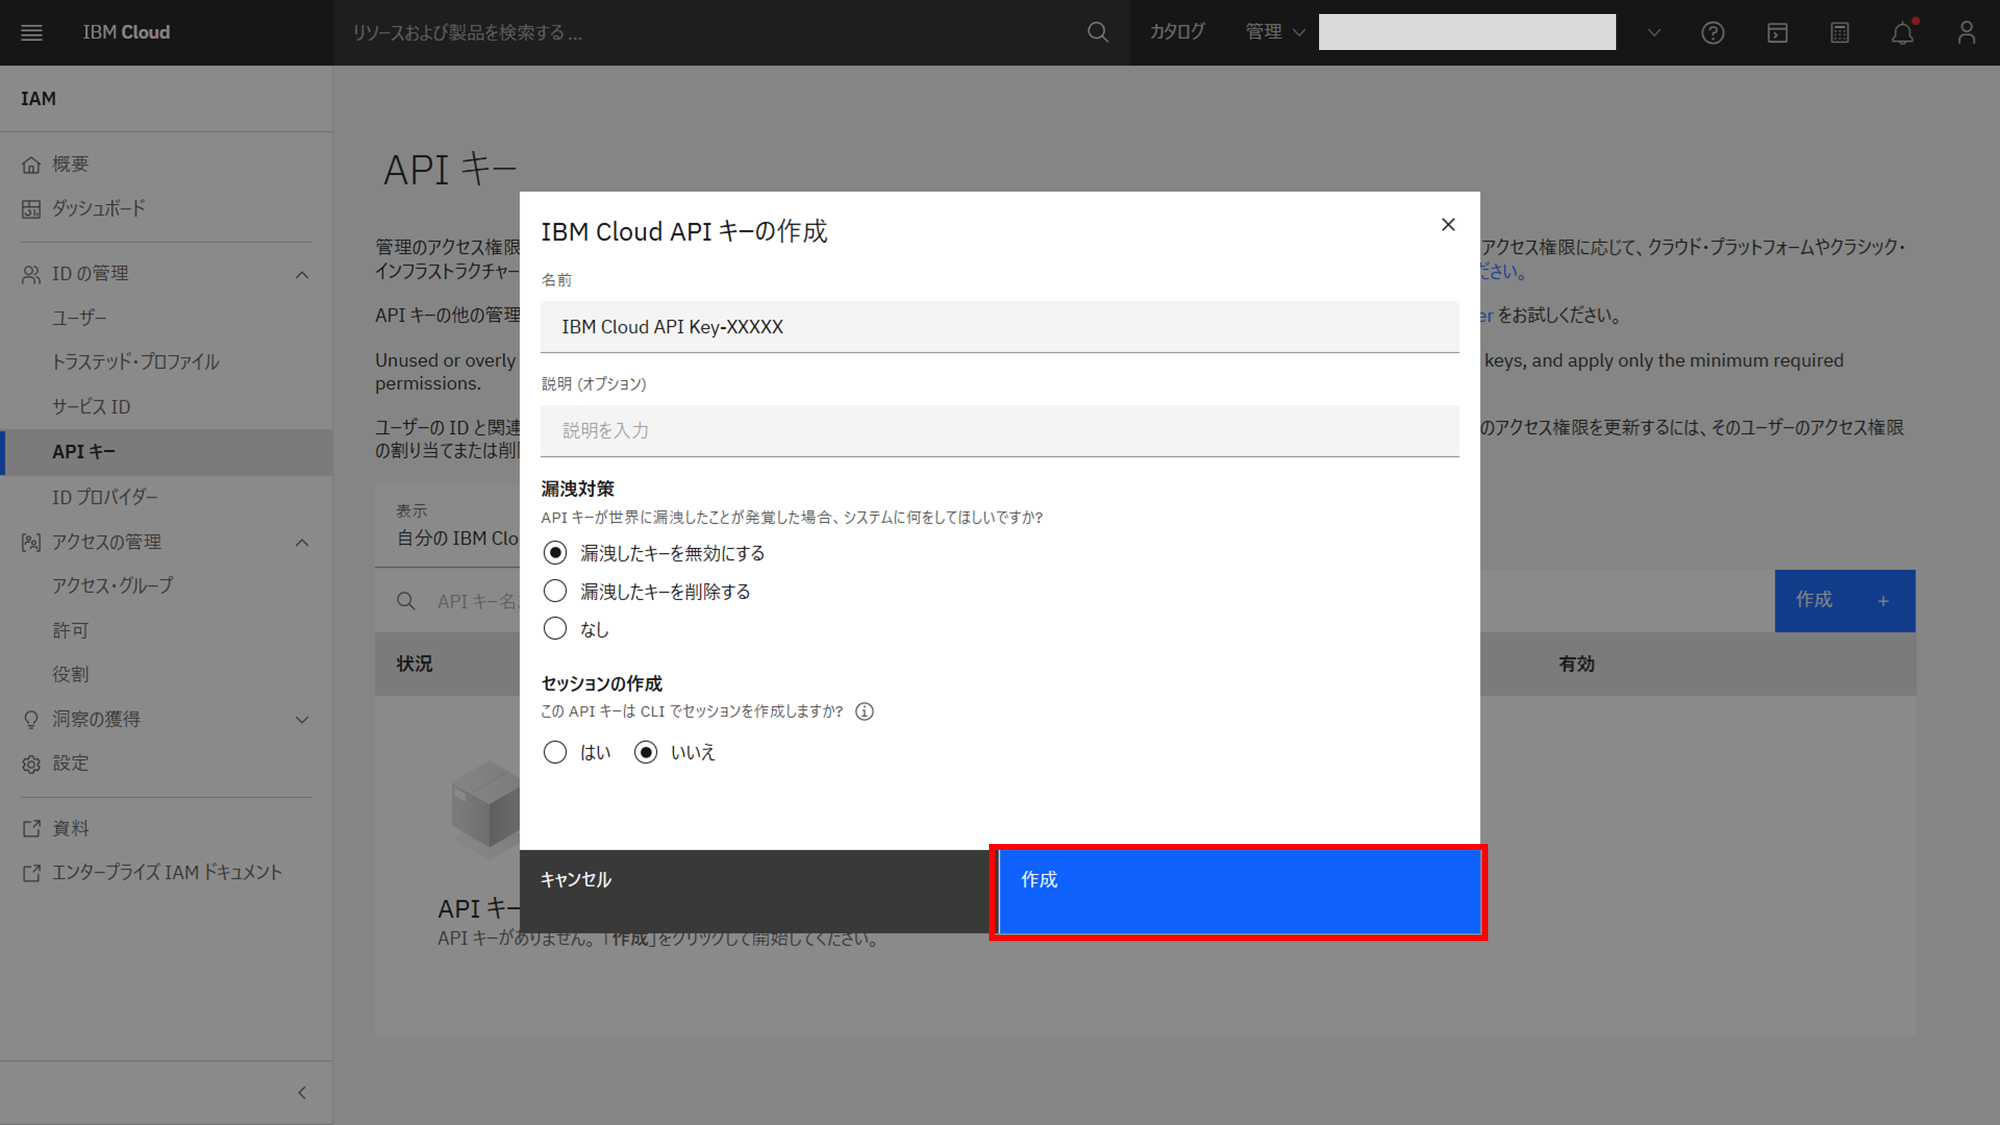 IBM Cloud
リソースおよび製品を検索する ...
カタログ
管理
IAM
概要
ダッシュボード
ID の管理
ユーザー
トラステッド・プロファイル
サービス ID
API キー
ID プロバイダー
アクセスの管理
アクセス・グループ
許可
役割
洞察の獲得
設定
資料
エンタープライズ IAM ドキュメント
API キー
管理のアクセス権限
アクセス権限に応じて、クラウド・プラットフォームやクラシック・
インフラストラクチャー
ださい。
API キーの他の管理
er をお試しください。
Unused or overly
keys, and apply only the minimum required
permissions.
ユーザーの ID と関連
のアクセス権限を更新するには、そのユーザーのアクセス権限
の割り当てまたは削
表示
自分の IBM Clo
API キー名
作成 +
状況
有効
API キー
API キーがありません。「作成」をクリックして開始してください。
IBM Cloud API キーの作成
名前
IBM Cloud API Key-XXXXX
説明 (オプション)
説明を入力
漏洩対策
API キーが世界に漏洩したことが発覚した場合、システムに何をしてほしいですか?
漏洩したキーを無効にする
漏洩したキーを削除する
なし
セッションの作成
この API キーは CLI でセッションを作成しますか?
はい
いいえ
キャンセル
作成